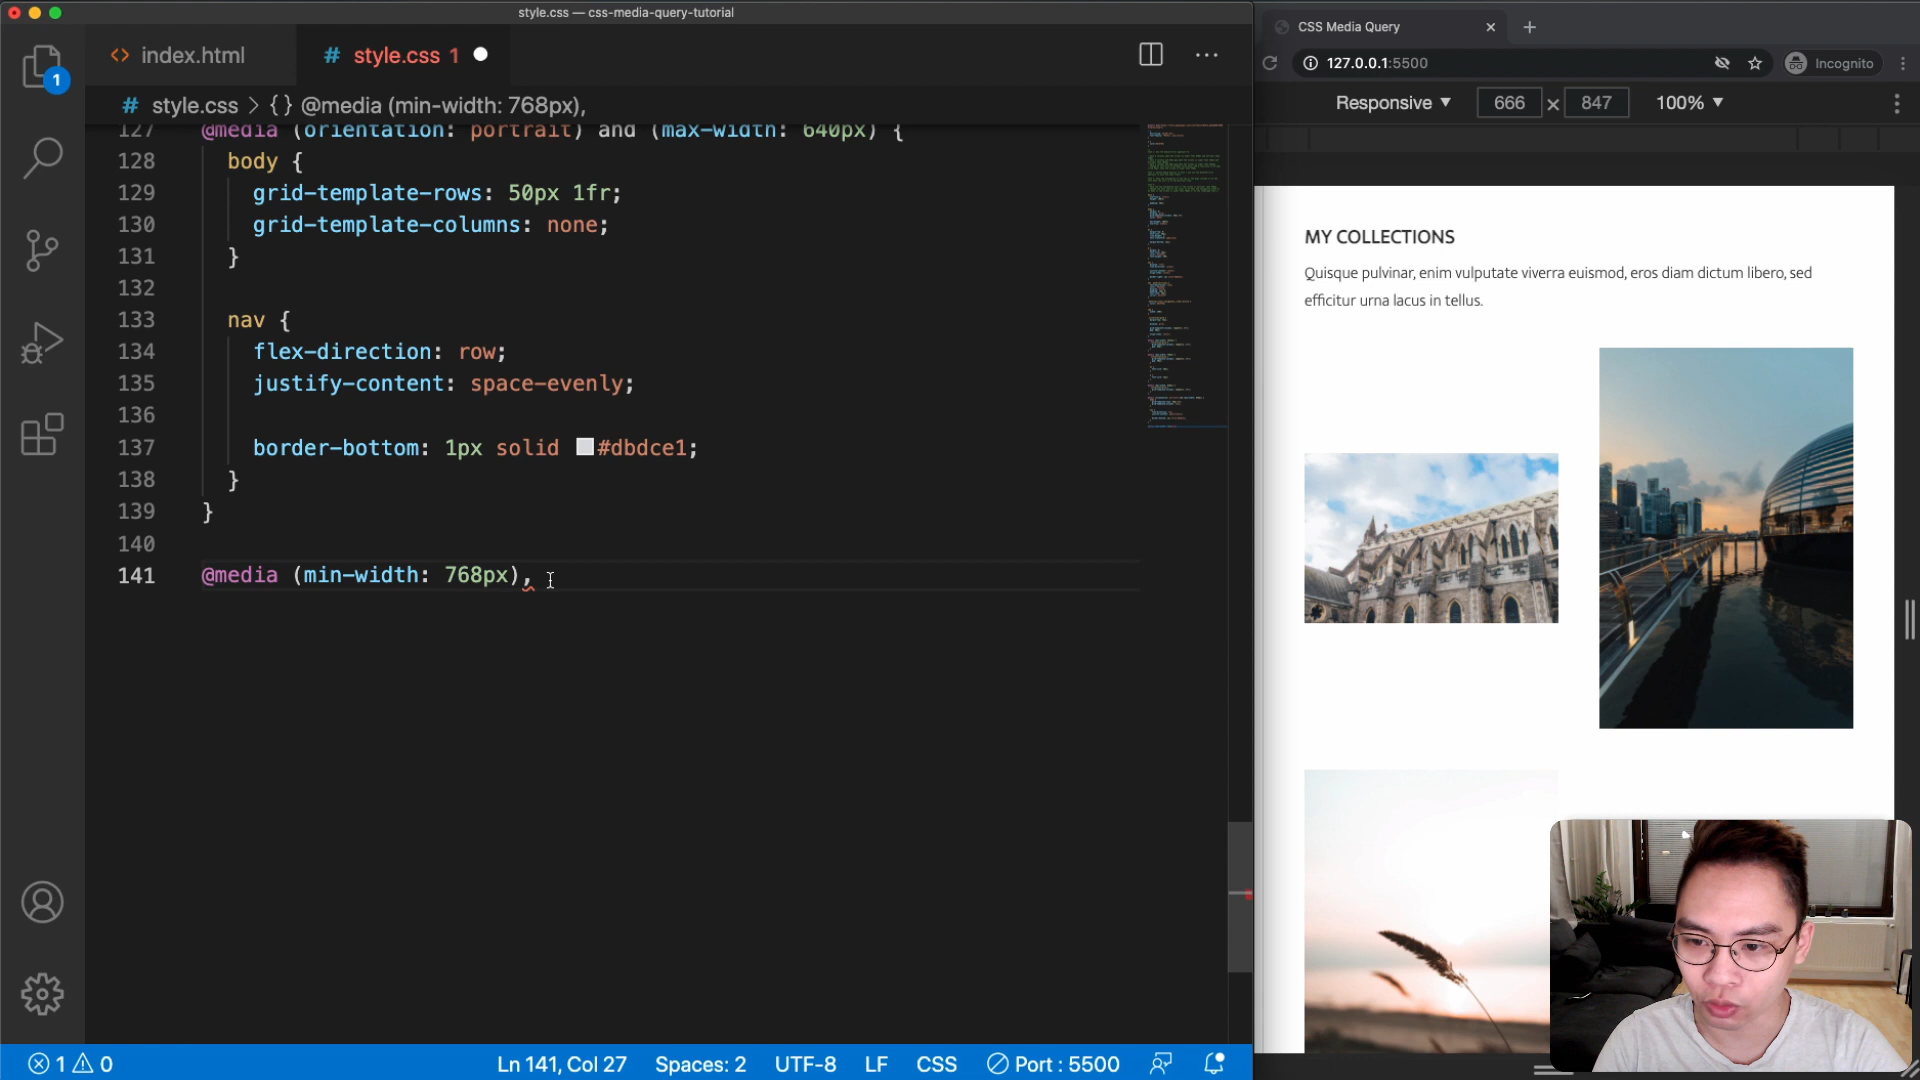 style.css — css-media-query-tutorial
index.html
# style.css 1
1
# style.css > {} @media (min-width: 768px),
127 @media (orientation: portrait) and (max-width: 640px) {
128 body {
129 grid-template-rows: 50px 1fr;
130 grid-template-columns: none;
131 }
132
133 nav {
134 flex-direction: row;
135 justify-content: space-evenly;
136
137 border-bottom: 1px solid #dbdce1;
138 }
139 }
140
141 @media (min-width: 768px),
1 0
Ln 141, Col 27
Spaces: 2
UTF-8
LF
CSS
Port : 5500
CSS Media Query
127.0.0.1:5500
Incognito
Responsive ▼ 666 × 847 100% ▼
MY COLLECTIONS
Quisque pulvinar, enim vulputate viverra euismod, eros diam dictum libero, sed
efficitur urna lacus in tellus.